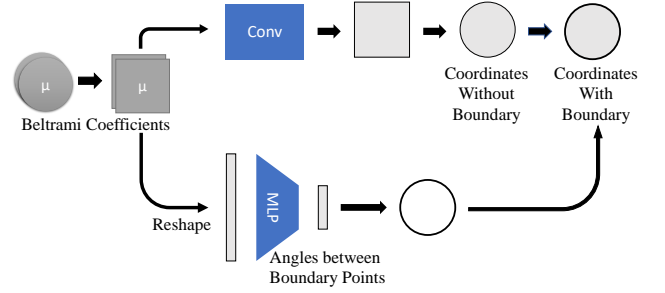 Conv
μ
μ
Beltrami Coefficients
Coordinates
Without
Boundary
Coordinates
With
Boundary
Reshape
MLP
Angles between
Boundary Points